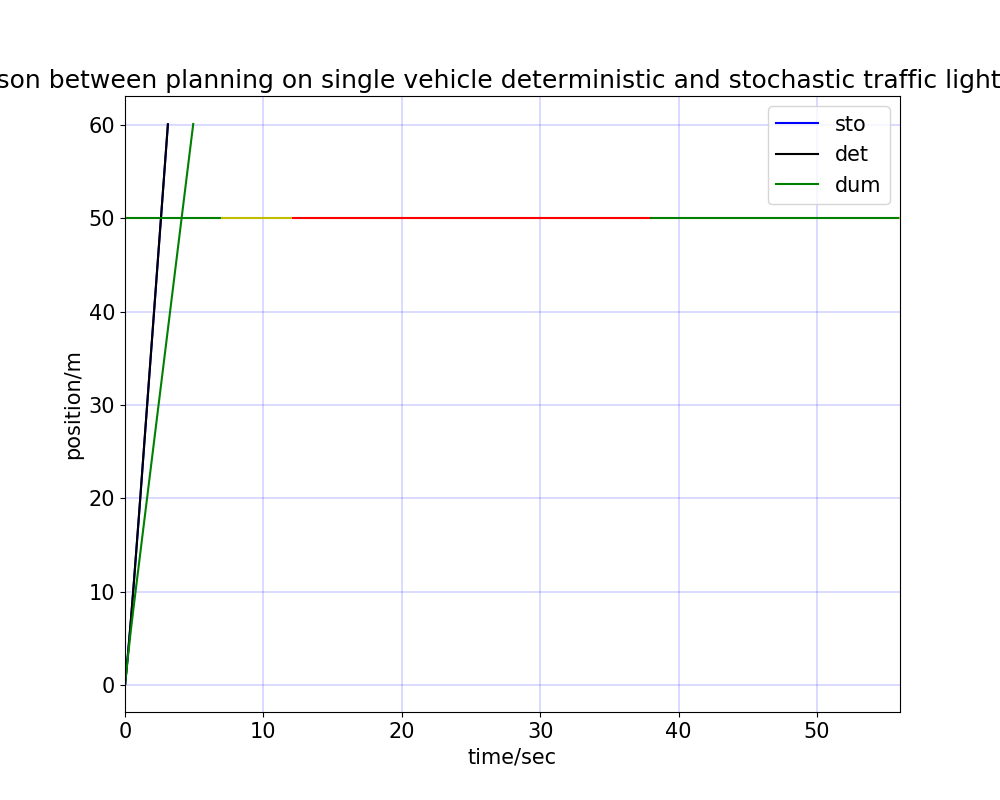 son between planning on single vehicle deterministic and stochastic traffic light
sto
det
dum
60
50
40
30
20
10
0
position/m
0 10 20 30 40 50
time/sec